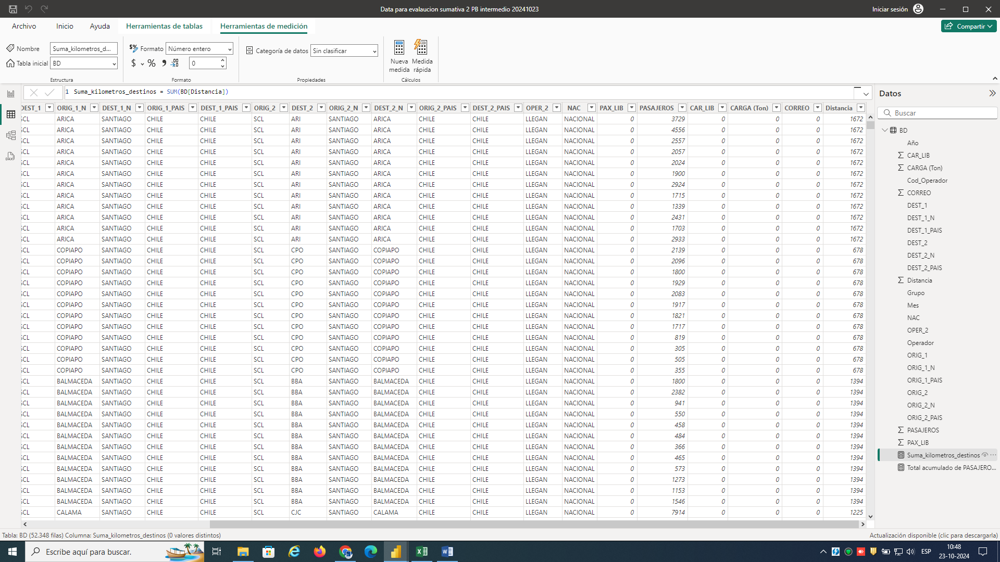 Data para evalaucion sumativa 2 PB intermedio 20241023
Iniciar sesión
Archivo Inicio Ayuda Herramientas de tablas Herramientas de medición
Compartir
Nombre Suma_kilometros_d...
Tabla inicial BD
Estructura
$% Formato Número entero
$ % 0
Formato
Categoría de datos Sin clasificar
Propiedades
Nueva medida
Medida rápida
Cálculos
1 Suma_kilometros_destinos = SUM(BD[Distancia])
DEST_1 ORIG_1_N DEST_1_N ORIG_1_PAIS DEST_1_PAIS ORIG_2 DEST_2 ORIG_2_N DEST_2_N ORIG_2_PAIS DEST_2_PAIS OPER_2 NAC PAX_LIB PASAJEROS CAR_LIB CARGA (Ton) CORREO Distancia
SCL ARICA SANTIAGO CHILE CHILE SCL ARI SANTIAGO ARICA CHILE CHILE LLEGAN NACIONAL 0 3729 0 0 0 1672
SCL ARICA SANTIAGO CHILE CHILE SCL ARI SANTIAGO ARICA CHILE CHILE LLEGAN NACIONAL 0 4556 0 0 0 1672
SCL ARICA SANTIAGO CHILE CHILE SCL ARI SANTIAGO ARICA CHILE CHILE LLEGAN NACIONAL 0 2557 0 0 0 1672
SCL ARICA SANTIAGO CHILE CHILE SCL ARI SANTIAGO ARICA CHILE CHILE LLEGAN NACIONAL 0 2057 0 0 0 1672
SCL ARICA SANTIAGO CHILE CHILE SCL ARI SANTIAGO ARICA CHILE CHILE LLEGAN NACIONAL 0 2024 0 0 0 1672
SCL ARICA SANTIAGO CHILE CHILE SCL ARI SANTIAGO ARICA CHILE CHILE LLEGAN NACIONAL 0 1900 0 0 0 1672
SCL ARICA SANTIAGO CHILE CHILE SCL ARI SANTIAGO ARICA CHILE CHILE LLEGAN NACIONAL 0 2924 0 0 0 1672
SCL ARICA SANTIAGO CHILE CHILE SCL ARI SANTIAGO ARICA CHILE CHILE LLEGAN NACIONAL 0 1715 0 0 0 1672
SCL ARICA SANTIAGO CHILE CHILE SCL ARI SANTIAGO ARICA CHILE CHILE LLEGAN NACIONAL 0 1339 0 0 0 1672
SCL ARICA SANTIAGO CHILE CHILE SCL ARI SANTIAGO ARICA CHILE CHILE LLEGAN NACIONAL 0 2431 0 0 0 1672
SCL ARICA SANTIAGO CHILE CHILE SCL ARI SANTIAGO ARICA CHILE CHILE LLEGAN NACIONAL 0 1703 0 0 0 1672
SCL ARICA SANTIAGO CHILE CHILE SCL ARI SANTIAGO ARICA CHILE CHILE LLEGAN NACIONAL 0 2933 0 0 0 1672
SCL COPIAPO SANTIAGO CHILE CHILE SCL CPO SANTIAGO COPIAPO CHILE CHILE LLEGAN NACIONAL 0 2139 0 0 0 678
SCL COPIAPO SANTIAGO CHILE CHILE SCL CPO SANTIAGO COPIAPO CHILE CHILE LLEGAN NACIONAL 0 2096 0 0 0 678
SCL COPIAPO SANTIAGO CHILE CHILE SCL CPO SANTIAGO COPIAPO CHILE CHILE LLEGAN NACIONAL 0 1800 0 0 0 678
SCL COPIAPO SANTIAGO CHILE CHILE SCL CPO SANTIAGO COPIAPO CHILE CHILE LLEGAN NACIONAL 0 1929 0 0 0 678
SCL COPIAPO SANTIAGO CHILE CHILE SCL CPO SANTIAGO COPIAPO CHILE CHILE LLEGAN NACIONAL 0 2083 0 0 0 678
SCL COPIAPO SANTIAGO CHILE CHILE SCL CPO SANTIAGO COPIAPO CHILE CHILE LLEGAN NACIONAL 0 1917 0 0 0 678
SCL COPIAPO SANTIAGO CHILE CHILE SCL CPO SANTIAGO COPIAPO CHILE CHILE LLEGAN NACIONAL 0 1821 0 0 0 678
SCL COPIAPO SANTIAGO CHILE CHILE SCL CPO SANTIAGO COPIAPO CHILE CHILE LLEGAN NACIONAL 0 1717 0 0 0 678
SCL COPIAPO SANTIAGO CHILE CHILE SCL CPO SANTIAGO COPIAPO CHILE CHILE LLEGAN NACIONAL 0 819 0 0 0 678
SCL COPIAPO SANTIAGO CHILE CHILE SCL CPO SANTIAGO COPIAPO CHILE CHILE LLEGAN NACIONAL 0 305 0 0 0 678
SCL COPIAPO SANTIAGO CHILE CHILE SCL CPO SANTIAGO COPIAPO CHILE CHILE LLEGAN NACIONAL 0 505 0 0 0 678
SCL COPIAPO SANTIAGO CHILE CHILE SCL CPO SANTIAGO COPIAPO CHILE CHILE LLEGAN NACIONAL 0 355 0 0 0 678
SCL BALMACEDA SANTIAGO CHILE CHILE SCL BBA SANTIAGO BALMACEDA CHILE CHILE LLEGAN NACIONAL 0 1800 0 0 0 1394
SCL BALMACEDA SANTIAGO CHILE CHILE SCL BBA SANTIAGO BALMACEDA CHILE CHILE LLEGAN NACIONAL 0 2382 0 0 0 1394
SCL BALMACEDA SANTIAGO CHILE CHILE SCL BBA SANTIAGO BALMACEDA CHILE CHILE LLEGAN NACIONAL 0 941 0 0 0 1394
SCL BALMACEDA SANTIAGO CHILE CHILE SCL BBA SANTIAGO BALMACEDA CHILE CHILE LLEGAN NACIONAL 0 550 0 0 0 1394
SCL BALMACEDA SANTIAGO CHILE CHILE SCL BBA SANTIAGO BALMACEDA CHILE CHILE LLEGAN NACIONAL 0 458 0 0 0 1394
SCL BALMACEDA SANTIAGO CHILE CHILE SCL BBA SANTIAGO BALMACEDA CHILE CHILE LLEGAN NACIONAL 0 484 0 0 0 1394
SCL BALMACEDA SANTIAGO CHILE CHILE SCL BBA SANTIAGO BALMACEDA CHILE CHILE LLEGAN NACIONAL 0 366 0 0 0 1394
SCL BALMACEDA SANTIAGO CHILE CHILE SCL BBA SANTIAGO BALMACEDA CHILE CHILE LLEGAN NACIONAL 0 465 0 0 0 1394
SCL BALMACEDA SANTIAGO CHILE CHILE SCL BBA SANTIAGO BALMACEDA CHILE CHILE LLEGAN NACIONAL 0 573 0 0 0 1394
SCL BALMACEDA SANTIAGO CHILE CHILE SCL BBA SANTIAGO BALMACEDA CHILE CHILE LLEGAN NACIONAL 0 1273 0 0 0 1394
SCL BALMACEDA SANTIAGO CHILE CHILE SCL BBA SANTIAGO BALMACEDA CHILE CHILE LLEGAN NACIONAL 0 1153 0 0 0 1394
SCL BALMACEDA SANTIAGO CHILE CHILE SCL BBA SANTIAGO BALMACEDA CHILE CHILE LLEGAN NACIONAL 0 1546 0 0 0 1394
SCL CALAMA SANTIAGO CHILE CHILE SCL CJC SANTIAGO CALAMA CHILE CHILE LLEGAN NACIONAL 0 7914 0 0 0 1225
Datos
Buscar
BD
Año
CAR_LIB
CARGA (Ton)
Cod_Operador
CORREO
DEST_1
DEST_1_N
DEST_1_PAIS
DEST_2
DEST_2_N
DEST_2_PAIS
Distancia
Grupo
Mes
NAC
OPER_2
Operador
ORIG_1
ORIG_1_N
ORIG_1_PAIS
ORIG_2
ORIG_2_N
ORIG_2_PAIS
PASAJEROS
PAX_LIB
Suma_kilometros_destinos
Total acumulado de PASAJERO...
Tabla: BD (52.348 filas) Columna: Suma_kilometros_destinos (0 valores distintos)
Actualización disponible (clic para descargarla)
Escribe aquí para buscar.
ESP
10:48
23-10-2024